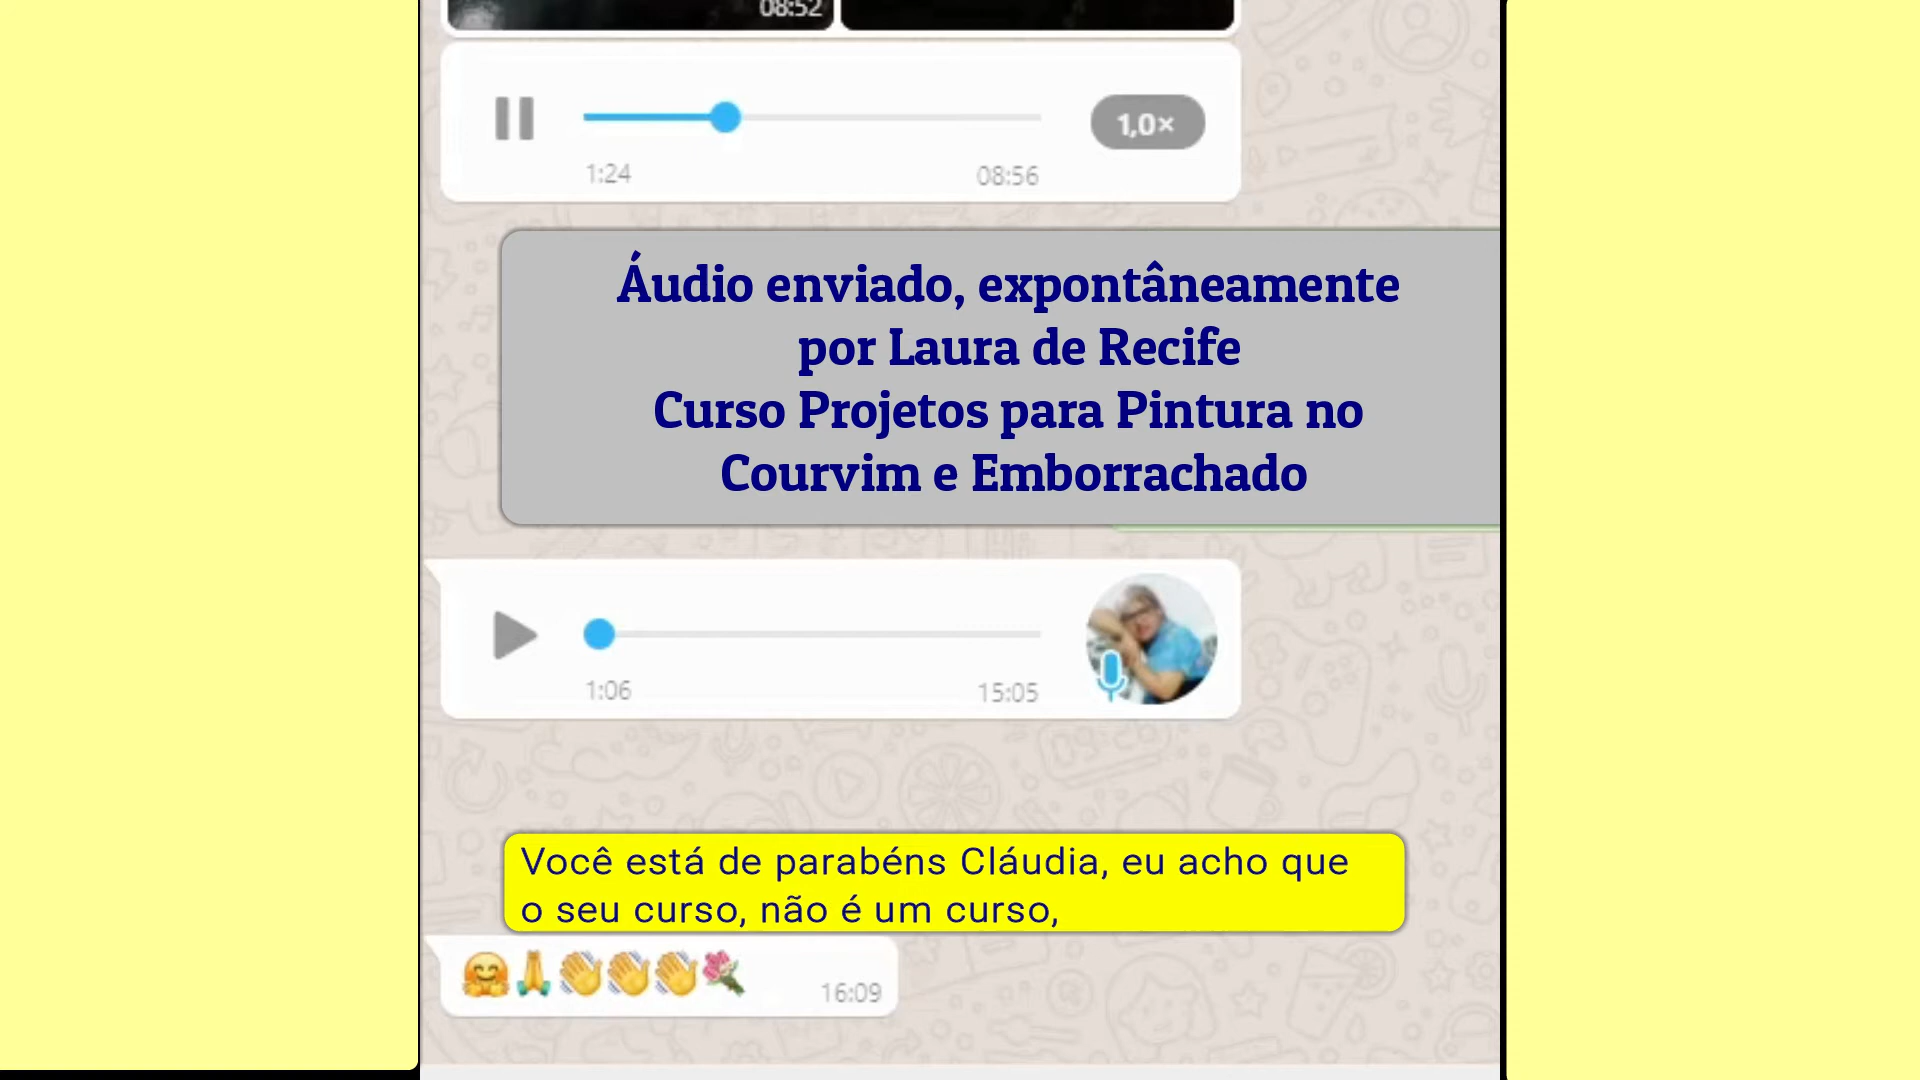 08:52
1,0×
1:24
08:56
Áudio enviado, expontâneamente
por Laura de Recife
Curso Projetos para Pintura no
Courvim e Emborrachado
1:06
15:05
Você está de parabéns Cláudia, eu acho que
o seu curso, não é um curso,
16:09